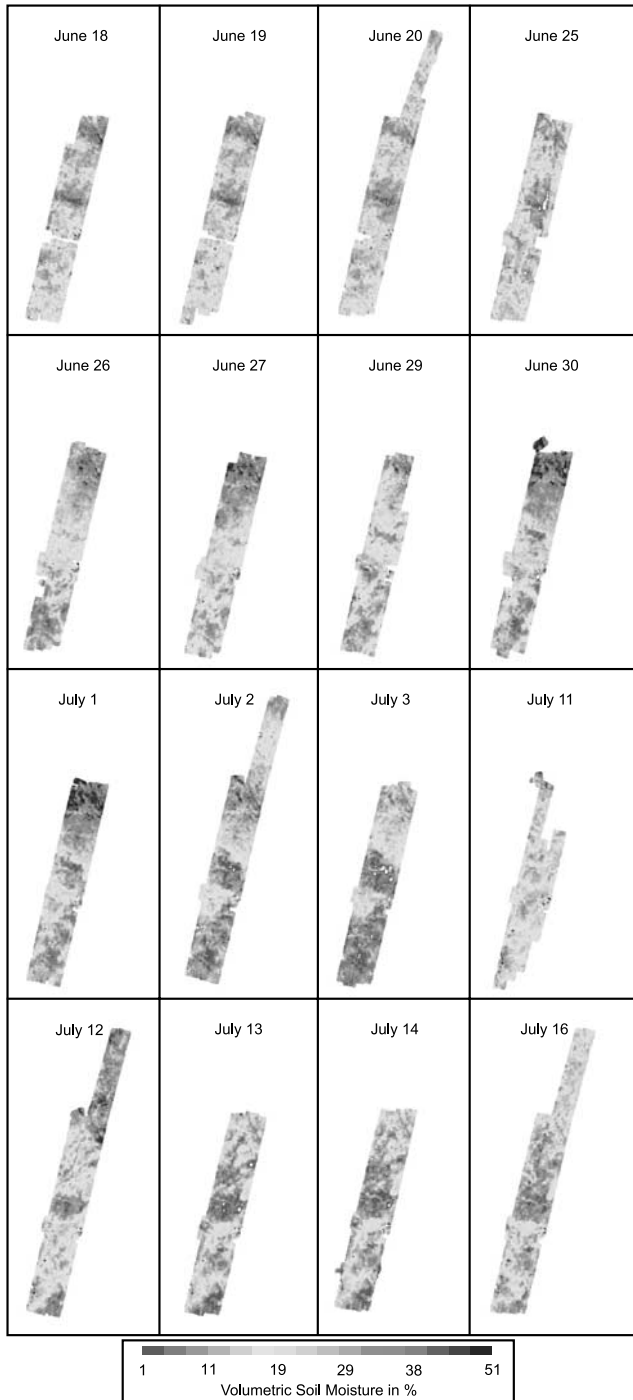 June 18 June 19 June 20 June 25
June 26 June 27 June 29 June 30
July 1 July 2 July 3 July 11
July 12 July 13 July 14 July 16
1 11 19 29 38 51
Volumetric Soil Moisture in %